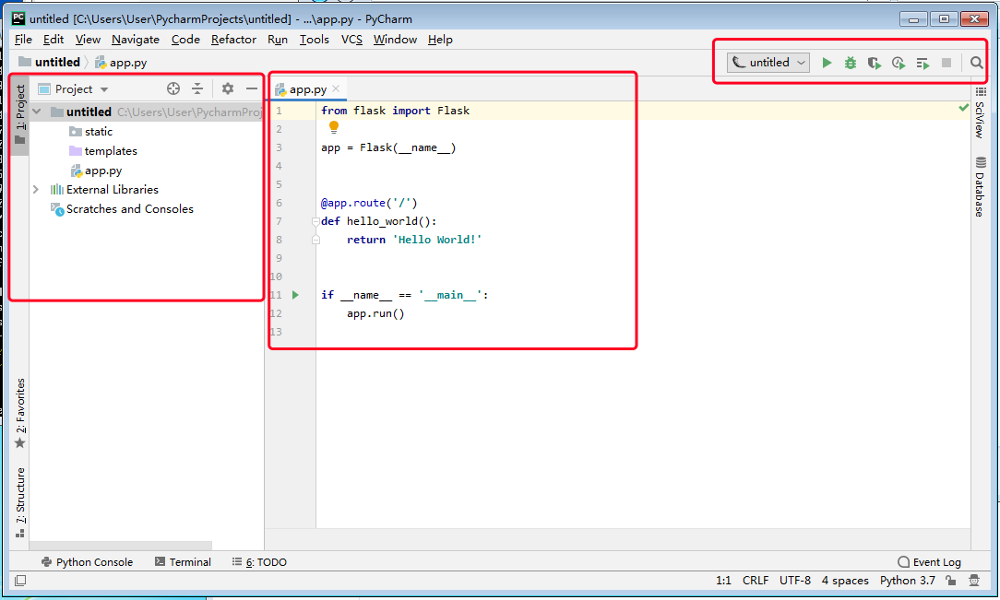 PC untitled [C:\Users\User\PycharmProjects\untitled] - ...\app.py - PyCharm
File Edit View Navigate Code Refactor Run Tools VCS Window Help
untitled app.py
untitled
1: Project
Project
untitled C:\Users\User\PycharmProj
static
templates
app.py
External Libraries
Scratches and Consoles
2: Favorites
7: Structure
app.py
1 from flask import Flask
2
3 app = Flask(__name__)
4
5
6 @app.route('/')
7 def hello_world():
8     return 'Hello World!'
9
10
11 if __name__ == '__main__':
12     app.run()
13
SciView
Database
Python Console Terminal 6: TODO Event Log
1:1 CRLF UTF-8 4 spaces Python 3.7